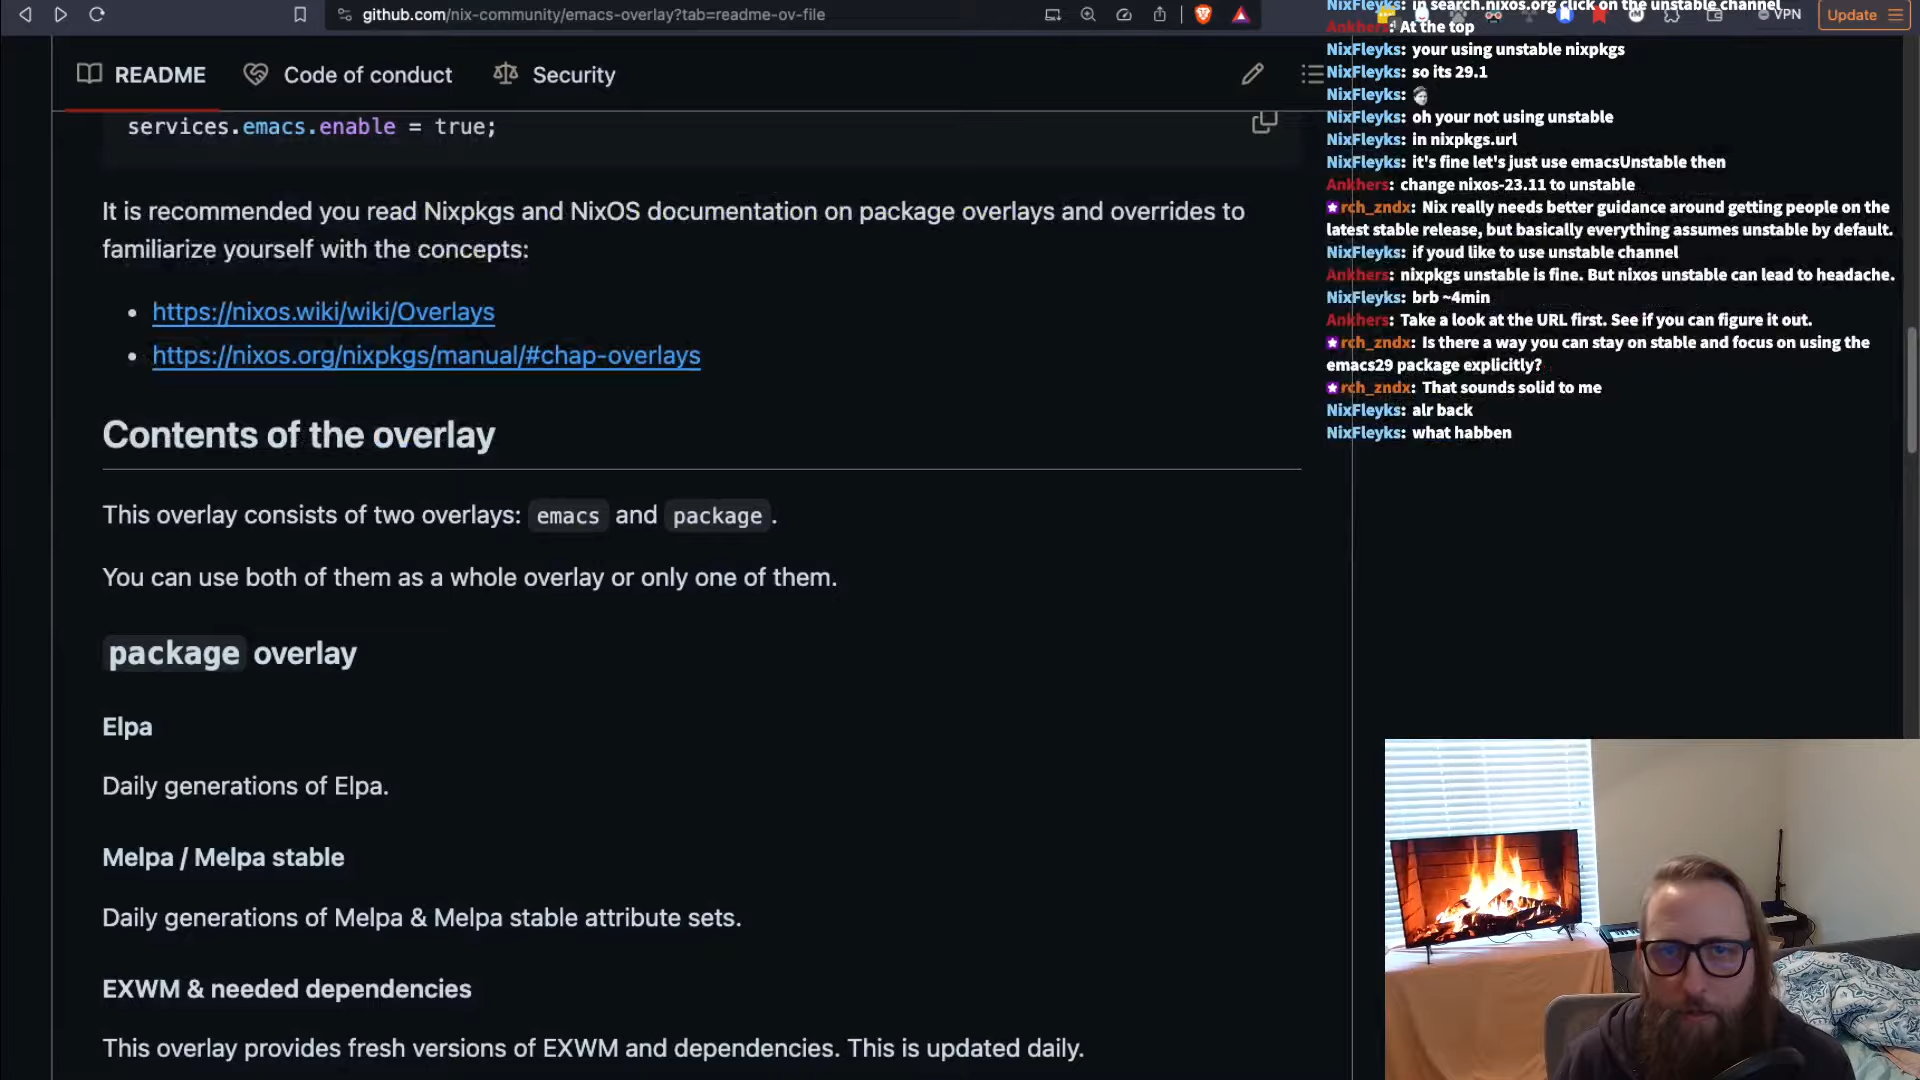 github.com/nix-community/emacs-overlay?tab=readme-ov-file
VPN
Update
README
Code of conduct
Security
services.emacs.enable = true;
It is recommended you read Nixpkgs and NixOS documentation on package overlays and overrides to
familiarize yourself with the concepts:
https://nixos.wiki/wiki/Overlays
https://nixos.org/nixpkgs/manual/#chap-overlays
Contents of the overlay
This overlay consists of two overlays: emacs and package.
You can use both of them as a whole overlay or only one of them.
package overlay
Elpa
Daily generations of Elpa.
Melpa / Melpa stable
Daily generations of Melpa & Melpa stable attribute sets.
EXWM & needed dependencies
This overlay provides fresh versions of EXWM and dependencies. This is updated daily.
NixFleyks: in search.nixos.org click on the unstable channel
Ankhers: At the top
NixFleyks: your using unstable nixpkgs
NixFleyks: so its 29.1
NixFleyks:
NixFleyks: oh your not using unstable
NixFleyks: in nixpkgs.url
NixFleyks: it's fine let's just use emacsUnstable then
Ankhers: change nixos-23.11 to unstable
rch_zndx: Nix really needs better guidance around getting people on the
latest stable release, but basically everything assumes unstable by default.
NixFleyks: if youd like to use unstable channel
Ankhers: nixpkgs unstable is fine. But nixos unstable can lead to headache.
NixFleyks: brb ~4min
Ankhers: Take a look at the URL first. See if you can figure it out.
rch_zndx: Is there a way you can stay on stable and focus on using the
emacs29 package explicitly?
rch_zndx: That sounds solid to me
NixFleyks: alr back
NixFleyks: what habben